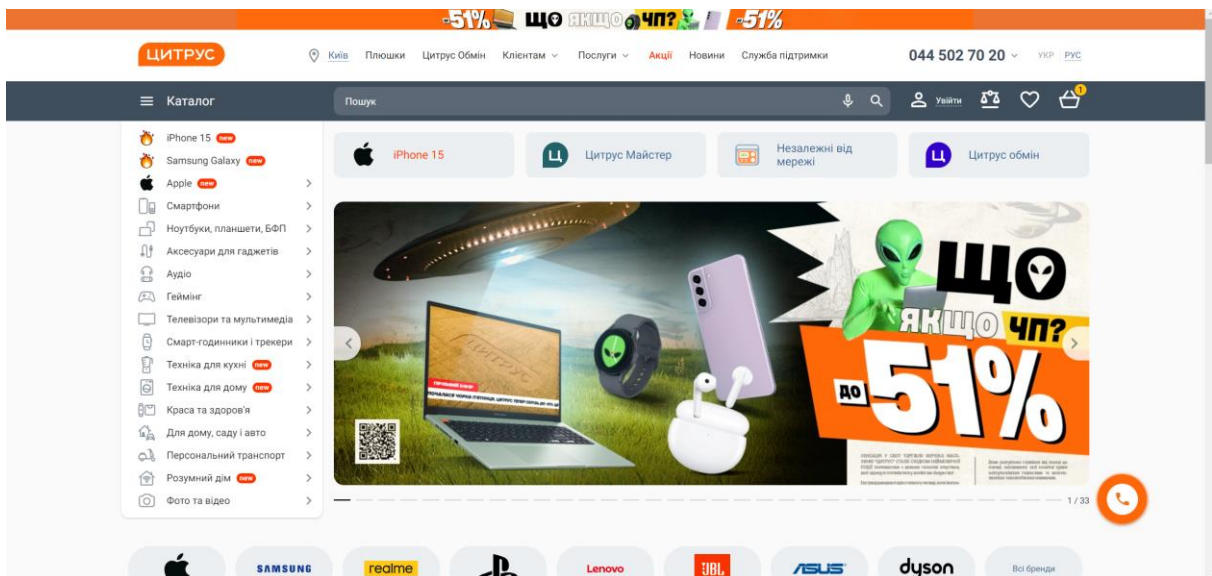 -51% ЩО ЯКЩО ЧП? -51%
ЦИТРУС
Київ Плюшки Цитрус Обмін Клієнтам Послуги Акції Новини Служба підтримки
044 502 70 20
УКР РУС
Каталог
Пошук
Увійти
1
iPhone 15 new
Samsung Galaxy new
Apple new
Смартфони
Ноутбуки, планшети, БФП
Аксесуари для гаджетів
Аудіо
Геймінг
Телевізори та мультимедіа
Смарт-годинники і трекери
Техніка для кухні new
Техніка для дому new
Краса та здоров'я
Для дому, саду і авто
Персональний транспорт
Розумний дім new
Фото та відео
iPhone 15
Ц Цитрус Майстер
Незалежні від
мережі
Ц Цитрус обмін
ЦИТРУС
ЩО
ЯКЩО ЧП?
ДО -51%
1 / 33
SAMSUNG
realme
Lenovo
JBL
ASUS
dyson
Всі бренди